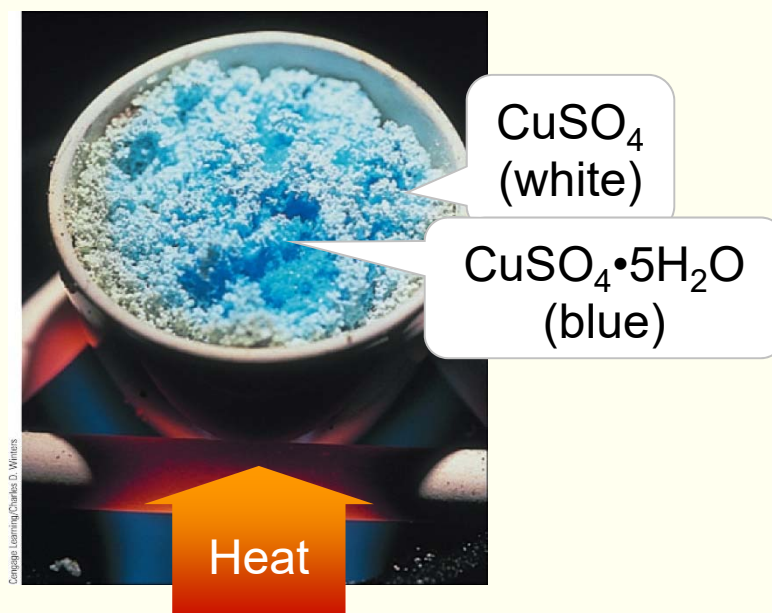 CuSO₄
(white)
CuSO₄•5H₂O
(blue)
Heat
Cengage Learning/Charles D. Winters